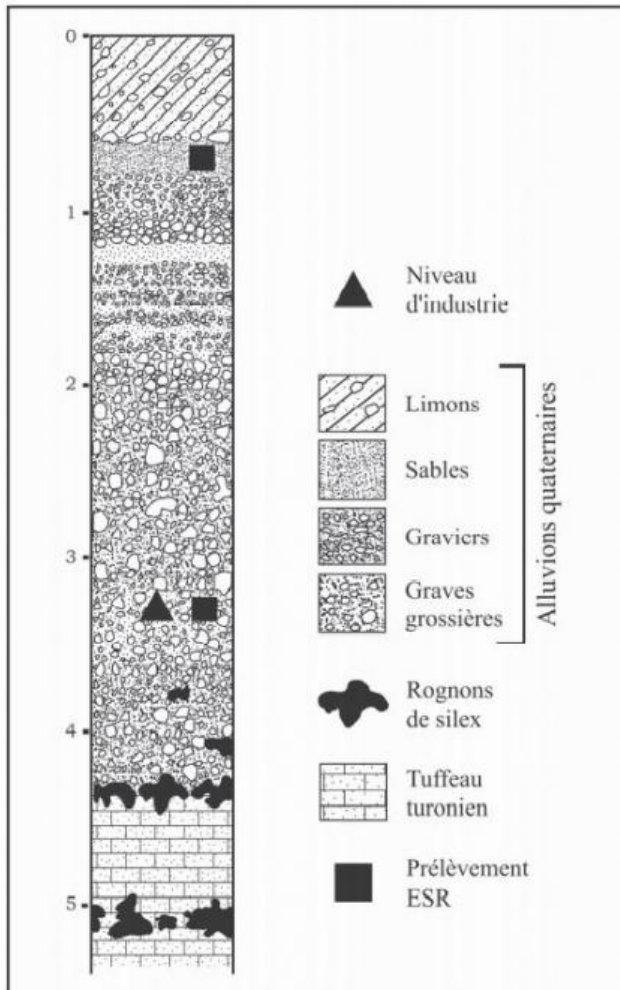 0
1
2
3
4
5
Niveau
d'industrie
Limons
Sables
Graviers
Graves
grossières
Alluvions quaternaires
Rognons
de silex
Tuffeau
turonien
Prélèvement
ESR